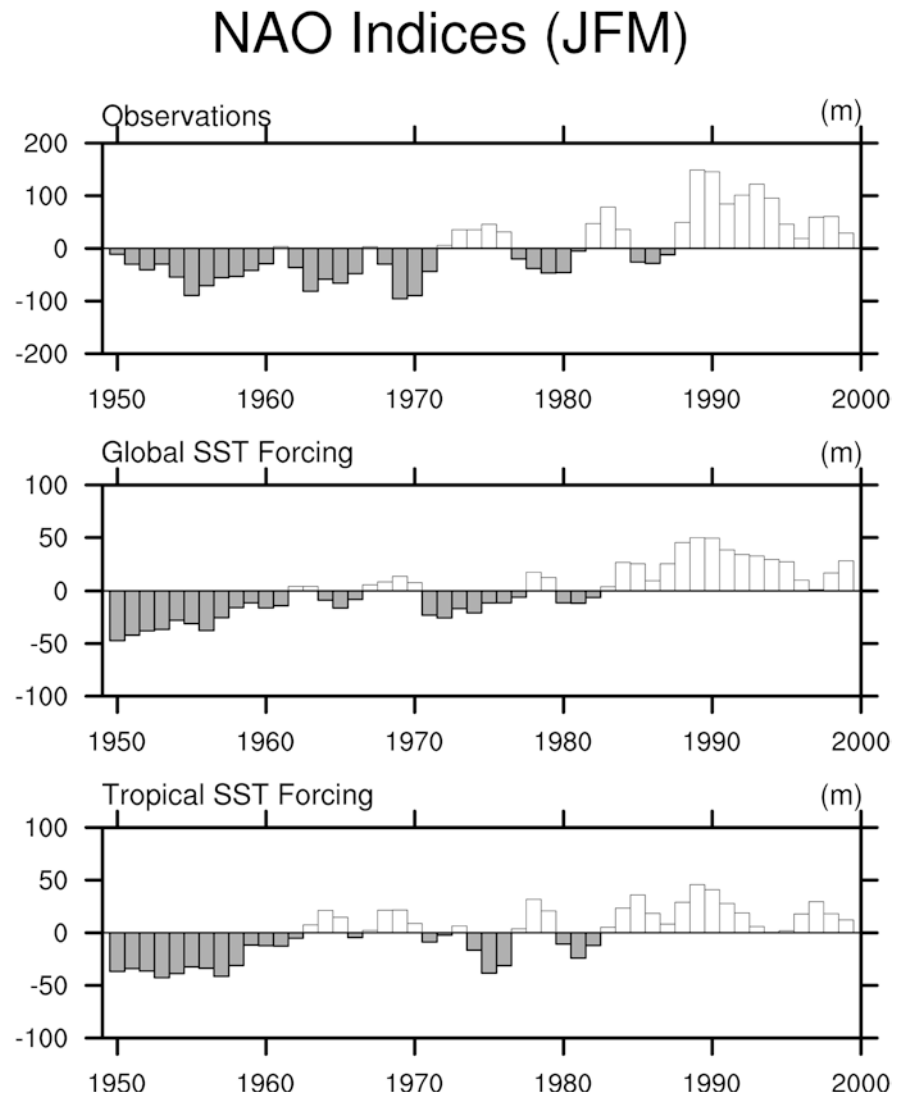 NAO Indices (JFM)
Observations (m)
200
100
0
-100
-200
1950 1960 1970 1980 1990 2000
Global SST Forcing (m)
100
50
0
-50
-100
1950 1960 1970 1980 1990 2000
Tropical SST Forcing (m)
100
50
0
-50
-100
1950 1960 1970 1980 1990 2000